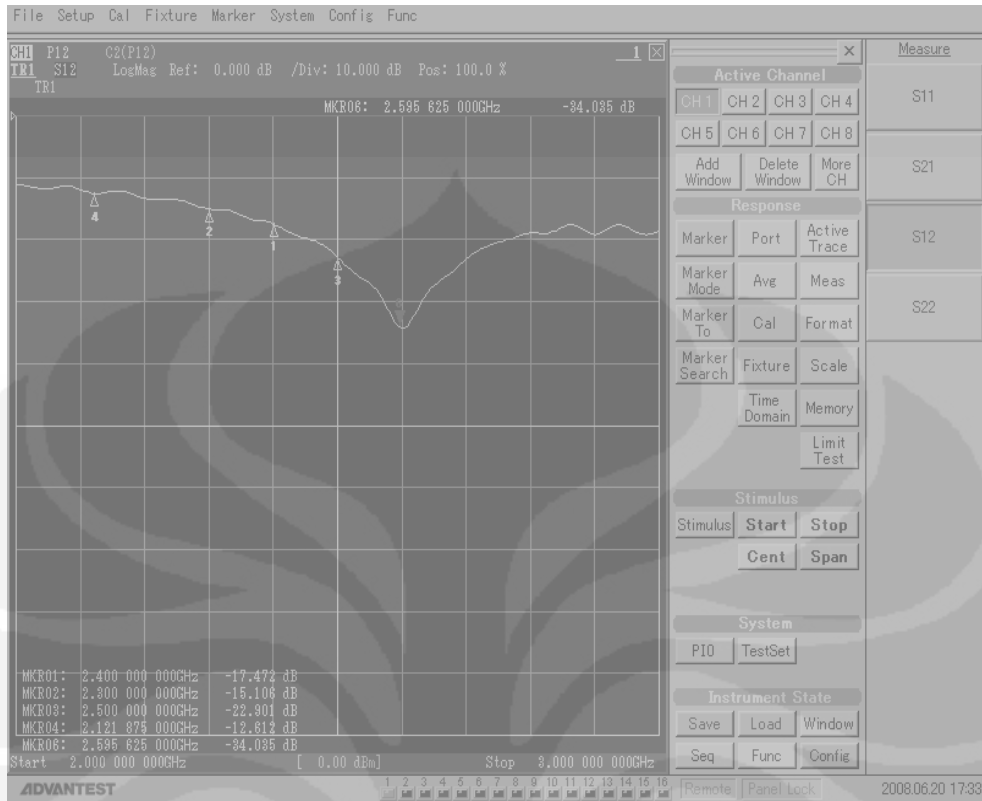 File Setup Cal Fixture Marker System Config Func
CH1 P12 C2(P12) 1
TR1 S12 LogMag Ref: 0.000 dB /Div: 10.000 dB Pos: 100.0 %
TR1
MKR06: 2.595 625 000GHz -34.035 dB
4
2
1
3
MKR01: 2.400 000 000GHz -17.472 dB
MKR02: 2.300 000 000GHz -15.106 dB
MKR03: 2.500 000 000GHz -22.901 dB
MKR04: 2.121 875 000GHz -12.612 dB
MKR06: 2.595 625 000GHz -34.035 dB
Start 2.000 000 000GHz [ 0.00 dBm] Stop 3.000 000 000GHz
Active Channel
CH 1 CH 2 CH 3 CH 4
CH 5 CH 6 CH 7 CH 8
Add Window Delete Window More CH
Response
Marker Port Active Trace
Marker Mode Avg Meas
Marker To Cal Format
Marker Search Fixture Scale
Time Domain Memory
Limit Test
Stimulus
Stimulus Start Stop
Cent Span
System
PIO TestSet
Instrument State
Save Load Window
Seq Func Config
Measure
S11
S21
S12
S22
ADVANTEST 1 2 3 4 5 6 7 8 9 10 11 12 13 14 15 16 Remote Panel Lock 2008.06.20 17:33